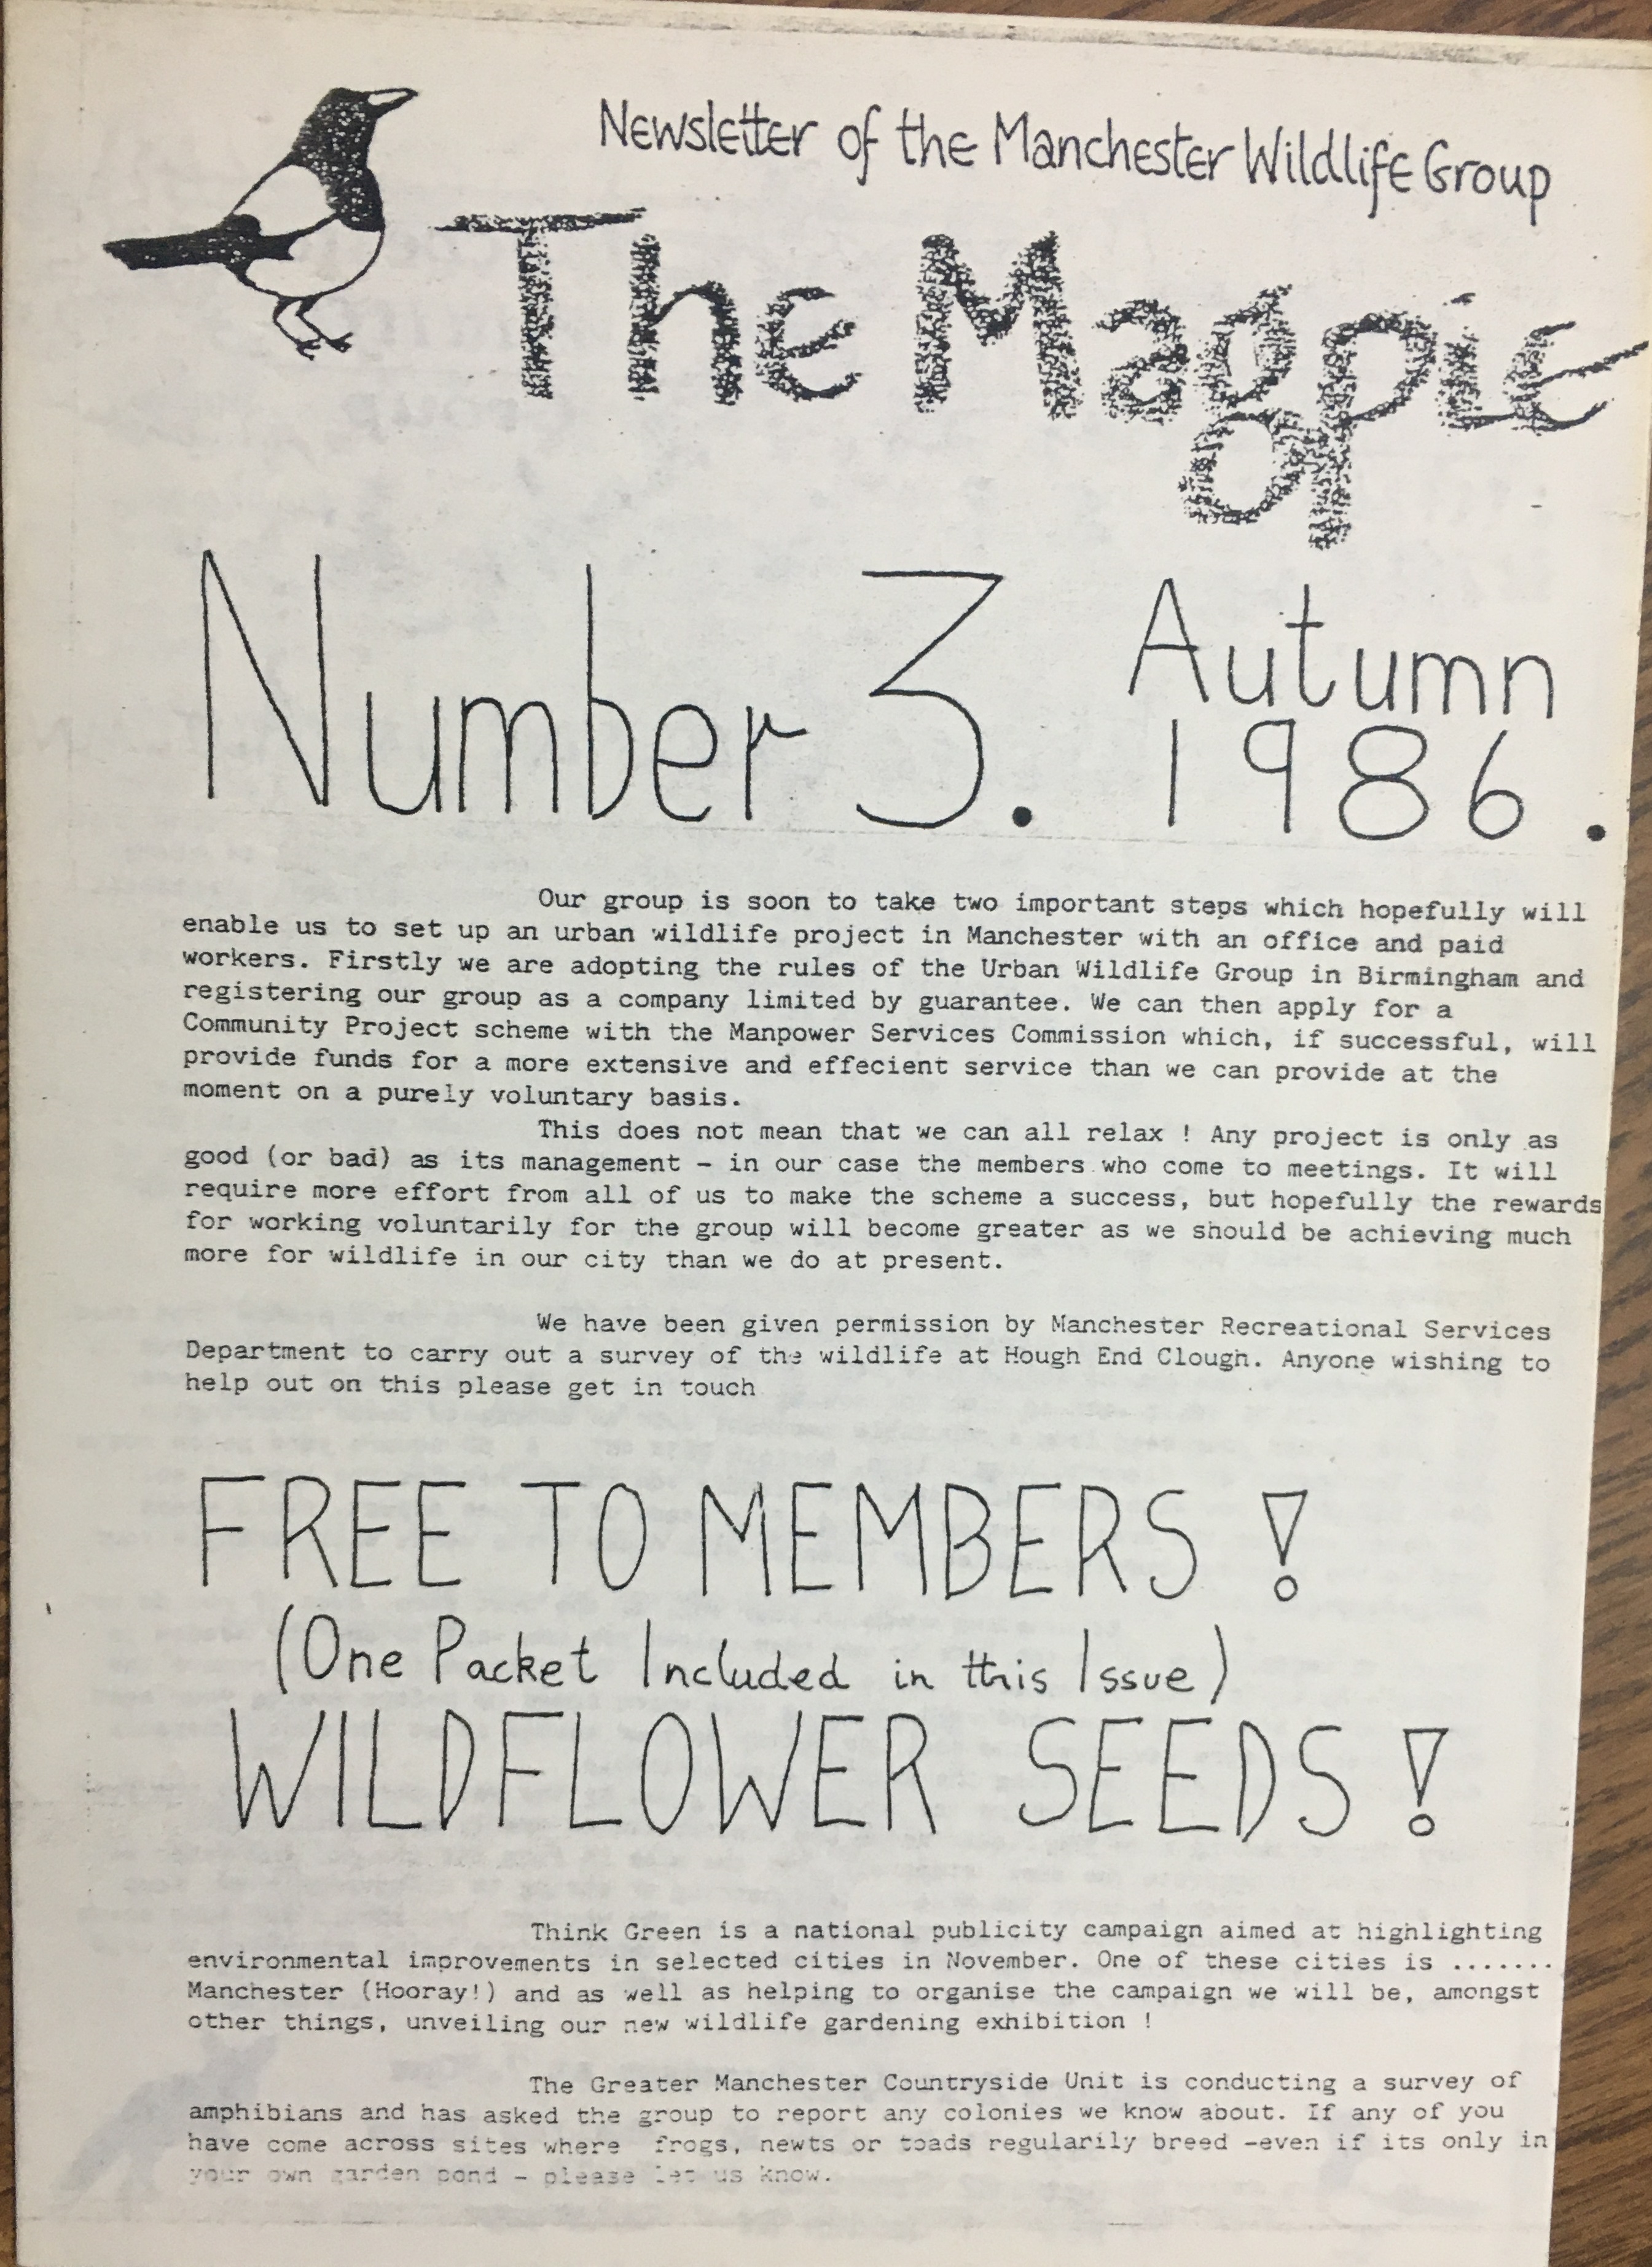 Newsletter of the Manchester Wildlife Group
The Magpie
Number 3. Autumn
1986.
Our group is soon to take two important steps which hopefully will
enable us to set up an urban wildlife project in Manchester with an office and paid
workers. Firstly we are adopting the rules of the Urban Wildlife Group in Birmingham and
registering our group as a company limited by guarantee. We can then apply for a
Community Project scheme with the Manpower Services Commission which, if successful, will
provide funds for a more extensive and effecient service than we can provide at the
moment on a purely voluntary basis.
This does not mean that we can all relax ! Any project is only as
good (or bad) as its management - in our case the members who come to meetings. It will
require more effort from all of us to make the scheme a success, but hopefully the rewards
for working voluntarily for the group will become greater as we should be achieving much
more for wildlife in our city than we do at present.
We have been given permission by Manchester Recreational Services
Department to carry out a survey of the wildlife at Hough End Clough. Anyone wishing to
help out on this please get in touch
FREE TO MEMBERS !
(One Packet Included in this Issue)
WILDFLOWER SEEDS !
Think Green is a national publicity campaign aimed at highlighting
environmental improvements in selected cities in November. One of these cities is .......
Manchester (Hooray!) and as well as helping to organise the campaign we will be, amongst
other things, unveiling our new wildlife gardening exhibition !
The Greater Manchester Countryside Unit is conducting a survey of
amphibians and has asked the group to report any colonies we know about. If any of you
have come across sites where frogs, newts or toads regularily breed -even if its only in
your own garden pond - please let us know.